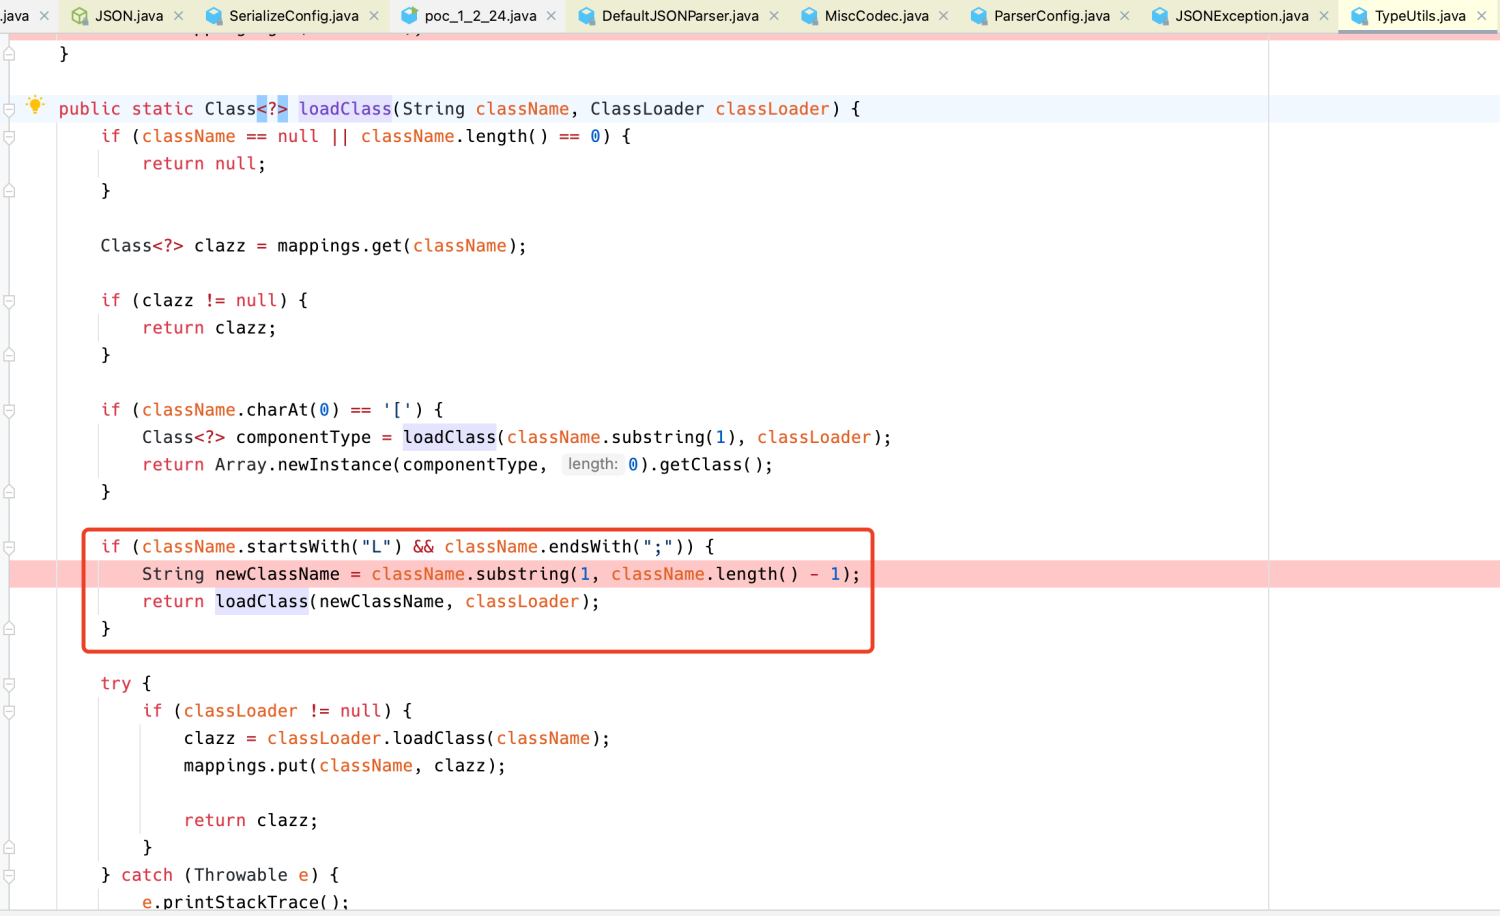 .java × JSON.java × SerializeConfig.java × poc_1_2_24.java × DefaultJSONParser.java × MiscCodec.java × ParserConfig.java × JSONException.java × TypeUtils.java ×
}
public static Class<?> loadClass(String className, ClassLoader classLoader) {
if (className == null || className.length() == 0) {
return null;
}
Class<?> clazz = mappings.get(className);
if (clazz != null) {
return clazz;
}
if (className.charAt(0) == '[') {
Class<?> componentType = loadClass(className.substring(1), classLoader);
return Array.newInstance(componentType, length: 0).getClass();
}
if (className.startsWith("L") && className.endsWith(";")) {
String newClassName = className.substring(1, className.length() - 1);
return loadClass(newClassName, classLoader);
}
try {
if (classLoader != null) {
clazz = classLoader.loadClass(className);
mappings.put(className, clazz);
return clazz;
}
} catch (Throwable e) {
e.printStackTrace();